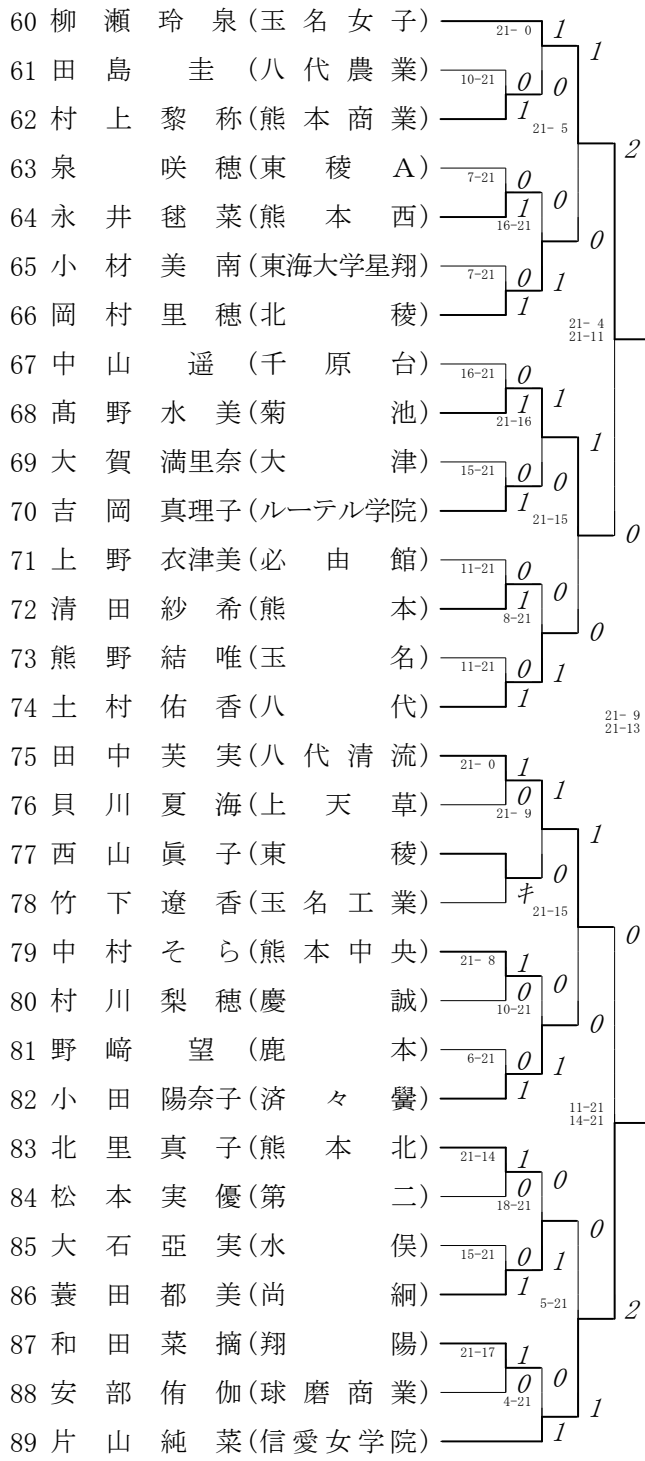 60 柳瀬玲泉(玉名女子) 21- 0 1
1
61 田島圭(八代農業) 10-21 0 0
62 村上黎称(熊本商業) 1 21- 5
2
63 泉咲穂(東稜A) 7-21 0
64 永井毬菜(熊本西) 1 0
16-21
0
65 小材美南(東海大学星翔) 7-21 0 1
66 岡村里穂(北稜) 1
21- 4
21-11
67 中山遥(千原台) 16-21 0
68 髙野水美(菊池) 1 1
21-16
1
69 大賀満里奈(大津) 15-21 0 0
70 吉岡真理子(ルーテル学院) 1 21-15
0
71 上野衣津美(必由館) 11-21 0
72 清田紗希(熊本) 1 0
8-21
0
73 熊野結唯(玉名) 11-21 0 1
74 土村佑香(八代) 1
21- 9
21-13
75 田中芙実(八代清流) 21- 0 1
76 貝川夏海(上天草) 0 1
21- 9
1
77 西山眞子(東稜) 0
78 竹下遼香(玉名工業) キ 21-15
0
79 中村そら(熊本中央) 21- 8 1
80 村川梨穂(慶誠) 0 0
10-21
0
81 野﨑望(鹿本) 6-21 0 1
82 小田陽奈子(済々黌) 1
11-21
14-21
83 北里真子(熊本北) 21-14 1
84 松本実優(第二) 0 0
18-21
0
85 大石亞実(水俣) 15-21 0 1
86 蓑田都美(尚絅) 1 5-21
2
87 和田菜摘(翔陽) 21-17 1
88 安部侑伽(球磨商業) 0 0
4-21
1
89 片山純菜(信愛女学院) 1